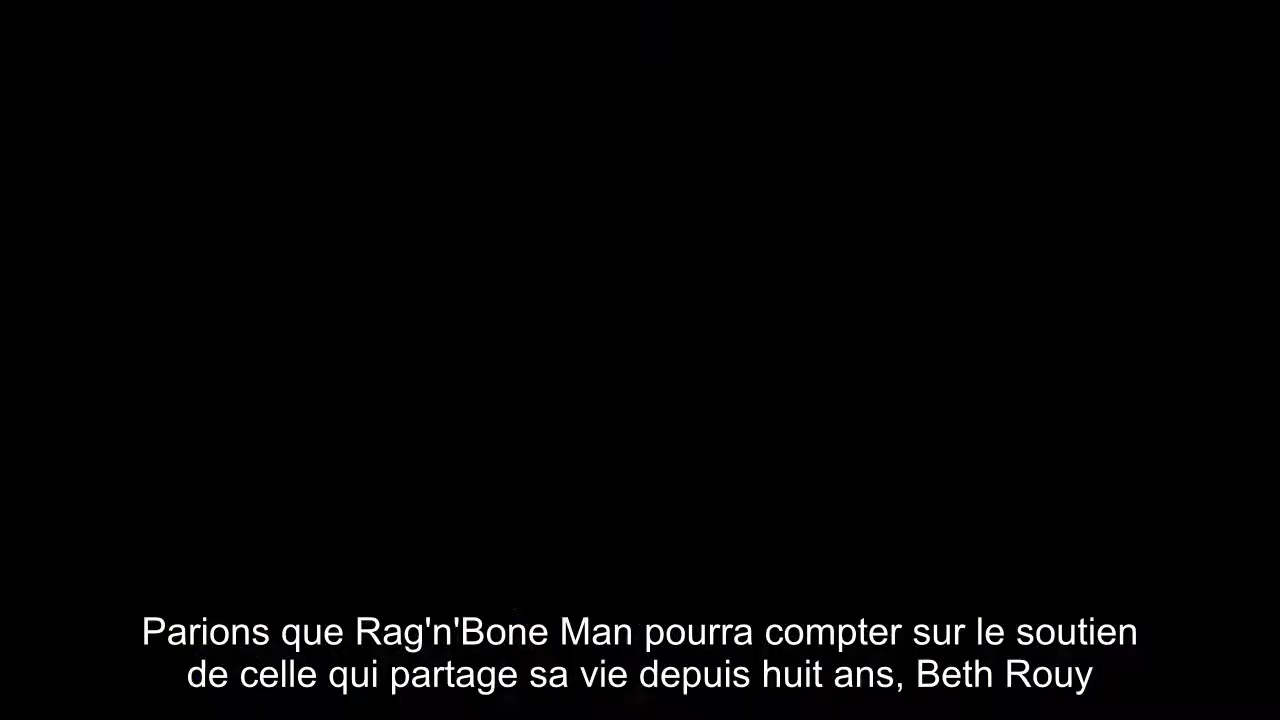 Parions que Rag'n'Bone Man pourra compter sur le soutien
de celle qui partage sa vie depuis huit ans, Beth Rouy